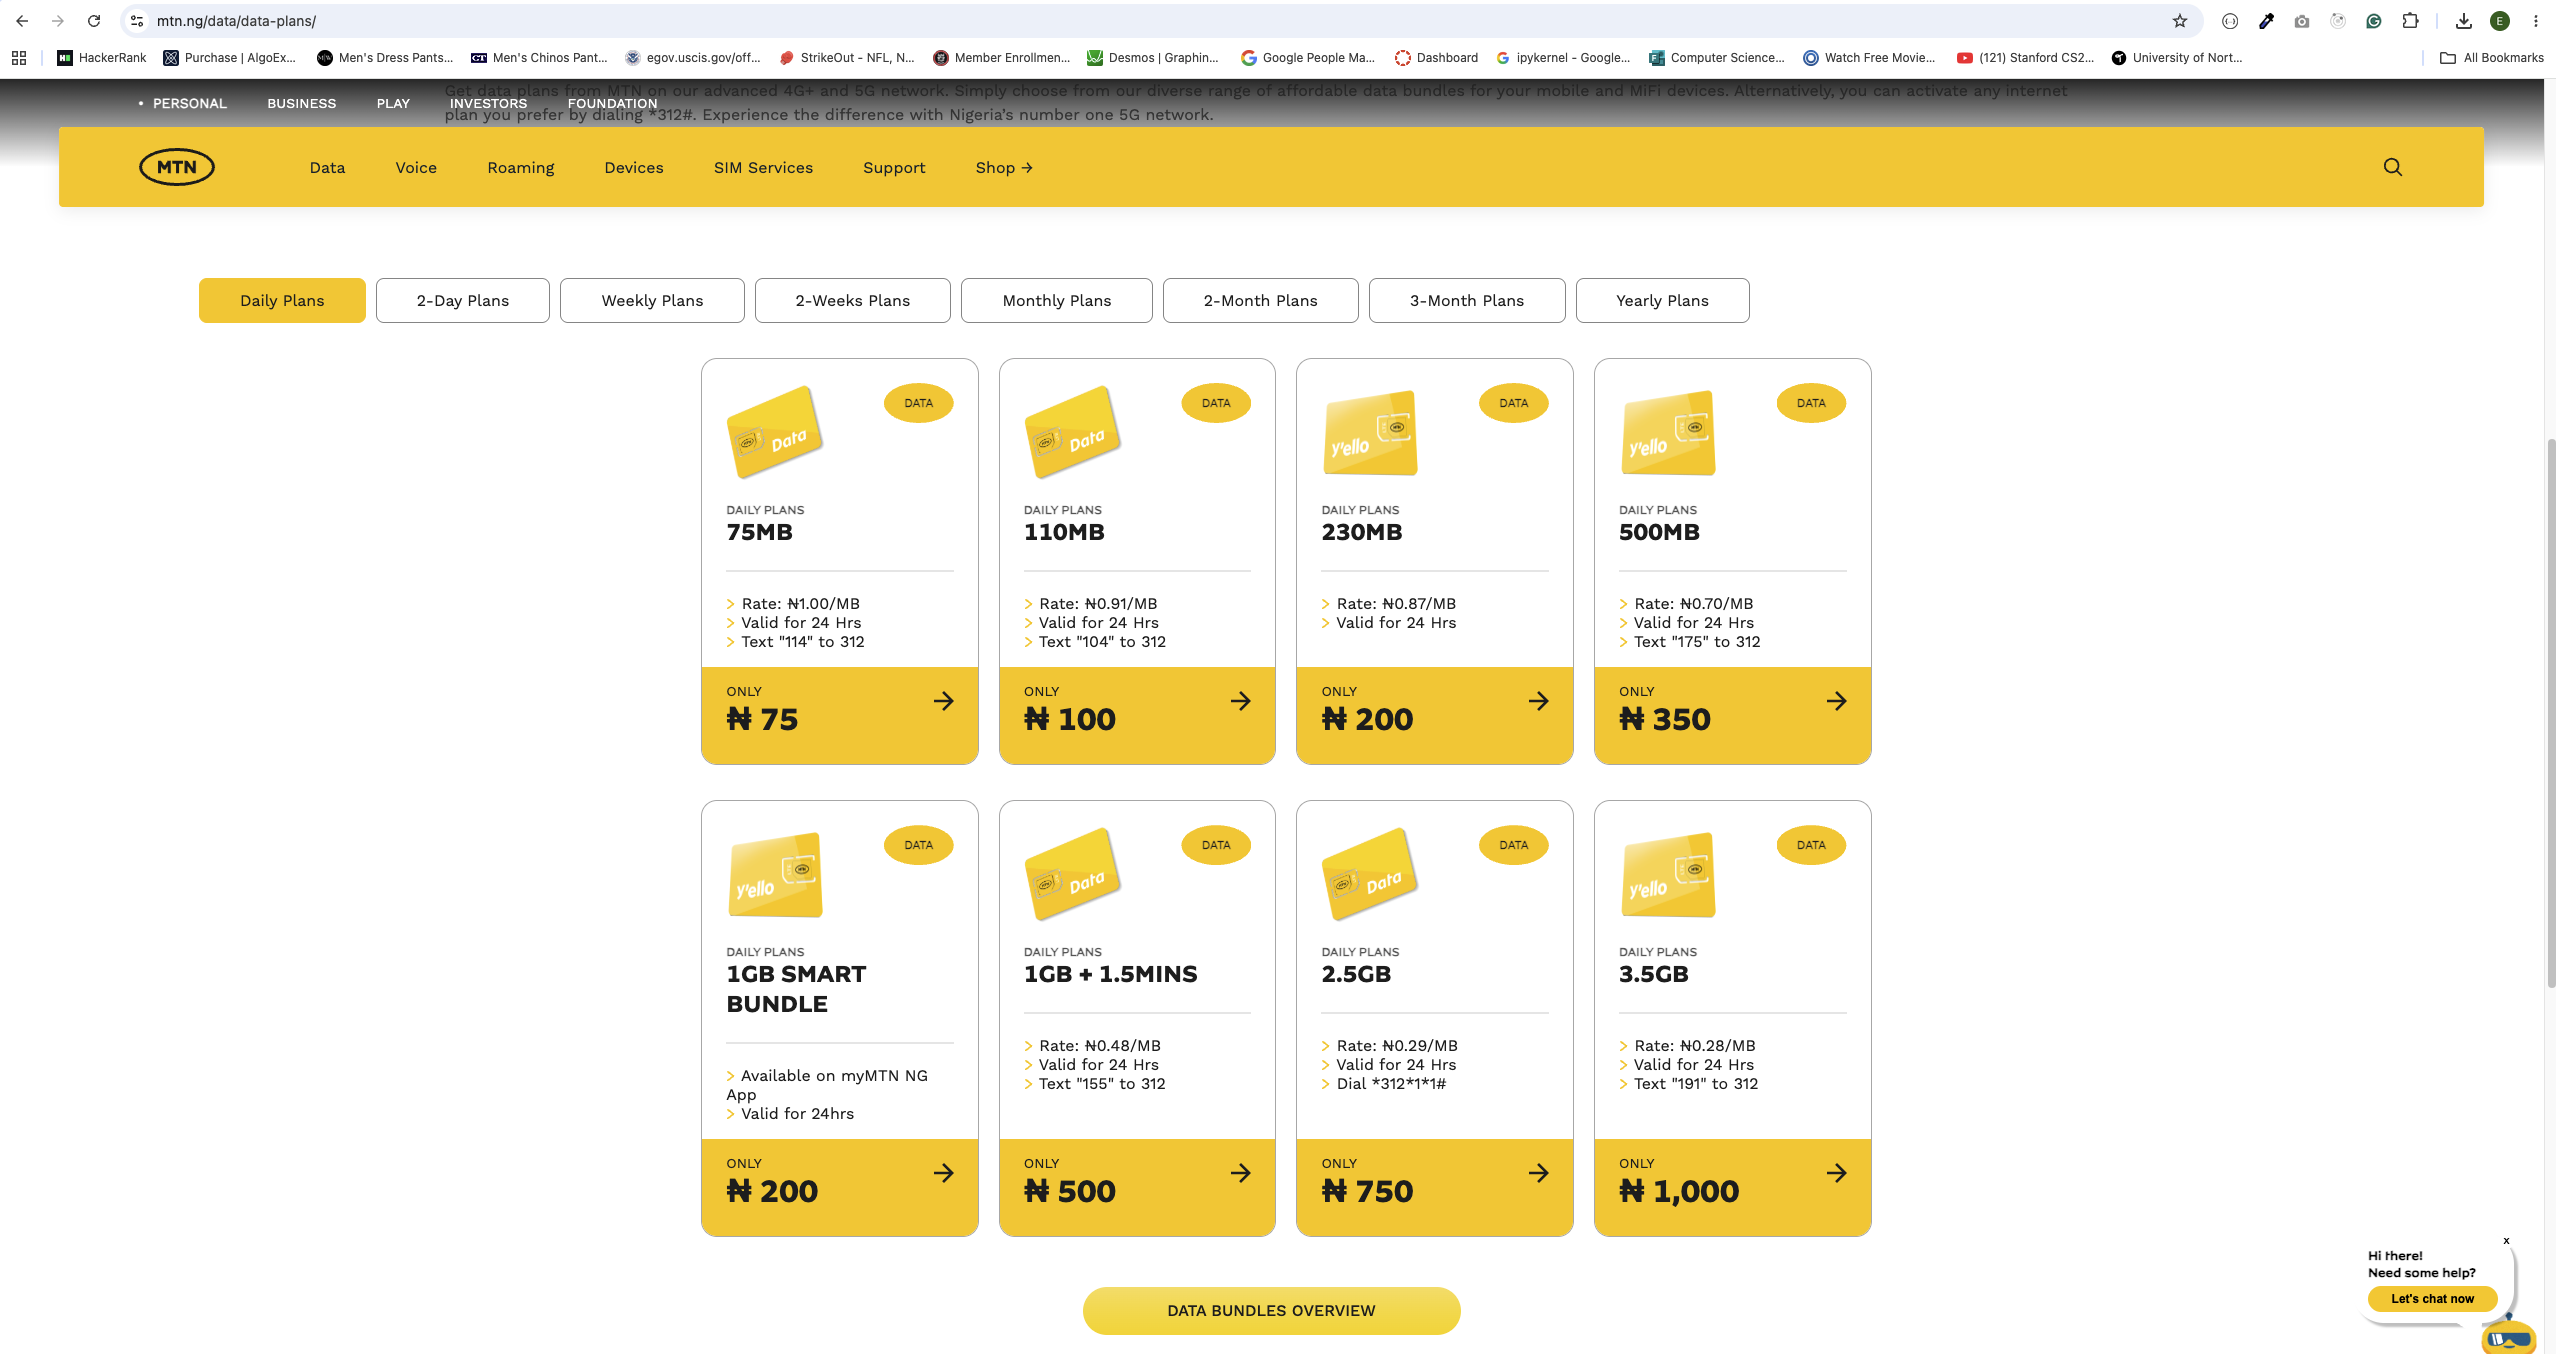 mtn.ng/data/data-plans/
E
HackerRank
Purchase | AlgoEx...
Men's Dress Pants...
Men's Chinos Pant...
egov.uscis.gov/off...
StrikeOut - NFL, N...
Member Enrollmen...
Desmos | Graphin...
Google People Ma...
Dashboard
ipykernel - Google...
Computer Science...
Watch Free Movie...
(121) Stanford CS2...
University of Nort...
All Bookmarks
Get data plans from MTN on our advanced 4G+ and 5G network. Simply choose from our diverse range of affordable data bundles for your mobile and MiFi devices. Alternatively, you can activate any internet
plan you prefer by dialing *312#. Experience the difference with Nigeria's number one 5G network.
• PERSONAL
BUSINESS
PLAY
INVESTORS
FOUNDATION
MTN
Data
Voice
Roaming
Devices
SIM Services
Support
Shop →
Daily Plans
2-Day Plans
Weekly Plans
2-Weeks Plans
Monthly Plans
2-Month Plans
3-Month Plans
Yearly Plans
DATA
Data
DAILY PLANS
75MB
> Rate: ₦1.00/MB
> Valid for 24 Hrs
> Text "114" to 312
ONLY
₦ 75
DATA
Data
DAILY PLANS
110MB
> Rate: ₦0.91/MB
> Valid for 24 Hrs
> Text "104" to 312
ONLY
₦ 100
DATA
y'ello
DAILY PLANS
230MB
> Rate: ₦0.87/MB
> Valid for 24 Hrs
ONLY
₦ 200
DATA
y'ello
DAILY PLANS
500MB
> Rate: ₦0.70/MB
> Valid for 24 Hrs
> Text "175" to 312
ONLY
₦ 350
DATA
y'ello
DAILY PLANS
1GB SMART
BUNDLE
> Available on myMTN NG
App
> Valid for 24hrs
ONLY
₦ 200
DATA
Data
DAILY PLANS
1GB + 1.5MINS
> Rate: ₦0.48/MB
> Valid for 24 Hrs
> Text "155" to 312
ONLY
₦ 500
DATA
Data
DAILY PLANS
2.5GB
> Rate: ₦0.29/MB
> Valid for 24 Hrs
> Dial *312*1*1#
ONLY
₦ 750
DATA
y'ello
DAILY PLANS
3.5GB
> Rate: ₦0.28/MB
> Valid for 24 Hrs
> Text "191" to 312
ONLY
₦ 1,000
DATA BUNDLES OVERVIEW
x
Hi there!
Need some help?
Let's chat now